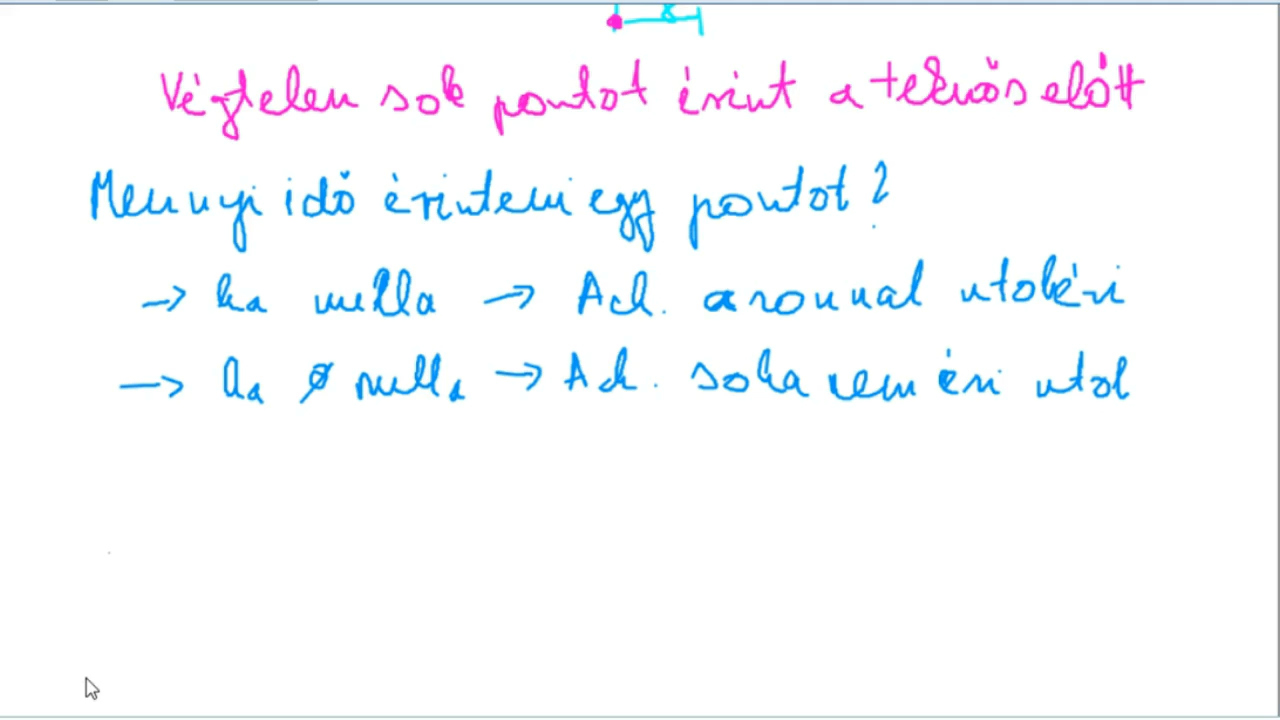 Végtelen sok pontot érint a teknős előtt
Mennyi idő érinteni egy pontot?
→ ha nulla → Ach. azonnal utoléri
→ ha ∅ nulla → Ach. soha nem éri utol